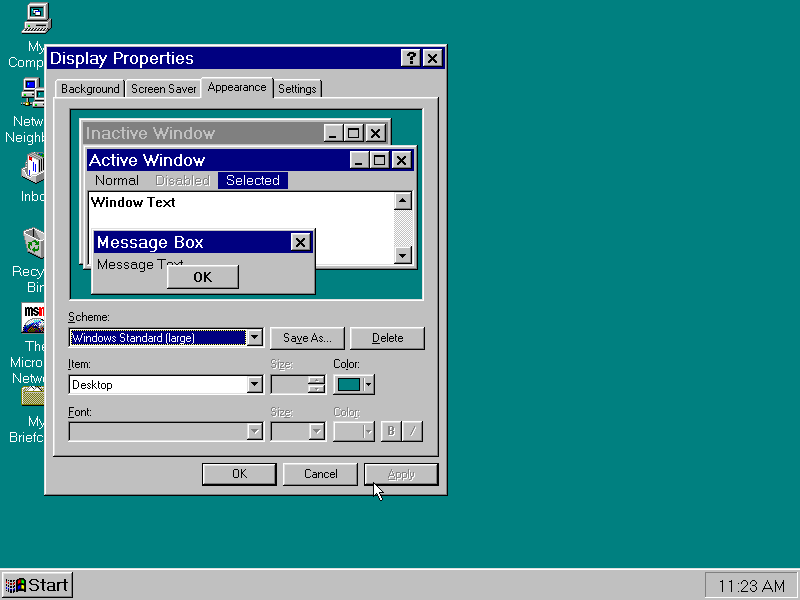 My
Comp
Netw
Neighb
Inbo
Recy
Bin
msn
The
Micro
Netw
My
Briefc
Display Properties
Background Screen Saver Appearance Settings
Inactive Window
Active Window
Normal Disabled Selected
Window Text
Message Box
Message Text
OK
Scheme:
Windows Standard (large)
Save As... Delete
Item: Size: Color:
Desktop
Font: Size: Color:
B /
OK Cancel Apply
Start 11:23 AM